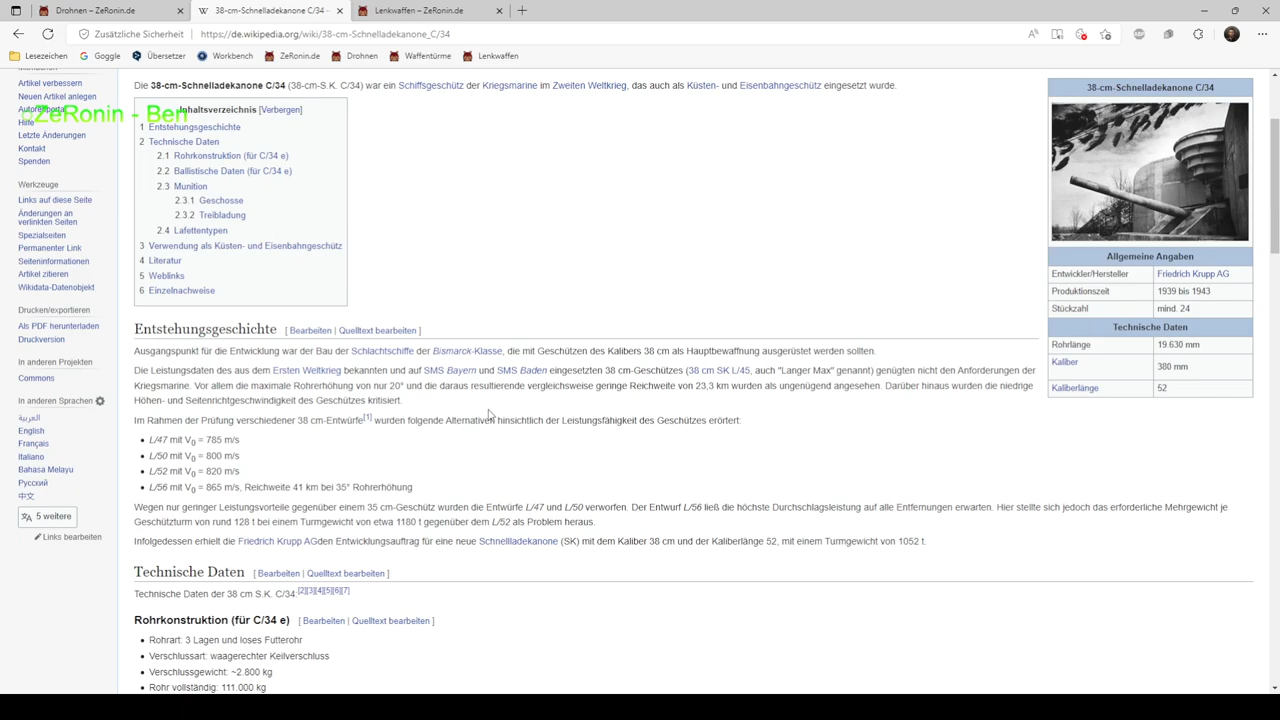 Drohnen – ZeRonin.de
38-cm-Schnelladekanone C/34 –
Lenkwaffen – ZeRonin.de
Zusätzliche Sicherheit
https://de.wikipedia.org/wiki/38-cm-Schnelladekanone_C/34
Lesezeichen
Goggle
Übersetzer
Workbench
ZeRonin.de
Drohnen
Waffentürme
Lenkwaffen
Artikel verbessern
Neuen Artikel anlegen
Autorenportal
ZeRonin - Ben
Hilfe
Letzte Änderungen
Kontakt
Spenden
Werkzeuge
Links auf diese Seite
Änderungen an
verlinkten Seiten
Spezialseiten
Permanenter Link
Seiteninformationen
Artikel zitieren
Wikidata-Datenobjekt
Drucken/exportieren
Als PDF herunterladen
Druckversion
In anderen Projekten
Commons
In anderen Sprachen
العربية
English
Français
Italiano
Bahasa Melayu
Русский
中文
5 weitere
Links bearbeiten
Die 38-cm-Schnelladekanone C/34 (38-cm-S.K. C/34) war ein Schiffsgeschütz der Kriegsmarine im Zweiten Weltkrieg, das auch als Küsten- und Eisenbahngeschütz eingesetzt wurde.
Inhaltsverzeichnis [Verbergen]
1 Entstehungsgeschichte
2 Technische Daten
2.1 Rohrkonstruktion (für C/34 e)
2.2 Ballistische Daten (für C/34 e)
2.3 Munition
2.3.1 Geschosse
2.3.2 Treibladung
2.4 Lafettentypen
3 Verwendung als Küsten- und Eisenbahngeschütz
4 Literatur
5 Weblinks
6 Einzelnachweise
38-cm-Schnelladekanone C/34
Allgemeine Angaben
Entwickler/Hersteller Friedrich Krupp AG
Produktionszeit 1939 bis 1943
Stückzahl mind. 24
Technische Daten
Rohrlänge 19.630 mm
Kaliber 380 mm
Kaliberlänge 52
Entstehungsgeschichte [ Bearbeiten | Quelltext bearbeiten ]
Ausgangspunkt für die Entwicklung war der Bau der Schlachtschiffe der Bismarck-Klasse, die mit Geschützen des Kalibers 38 cm als Hauptbewaffnung ausgerüstet werden sollten.
Die Leistungsdaten des aus dem Ersten Weltkrieg bekannten und auf SMS Bayern und SMS Baden eingesetzten 38 cm-Geschützes (38 cm SK L/45, auch "Langer Max" genannt) genügten nicht den Anforderungen der
Kriegsmarine. Vor allem die maximale Rohrerhöhung von nur 20° und die daraus resultierende vergleichsweise geringe Reichweite von 23,3 km wurden als ungenügend angesehen. Darüber hinaus wurden die niedrige
Höhen- und Seitenrichtgeschwindigkeit des Geschützes kritisiert.
Im Rahmen der Prüfung verschiedener 38 cm-Entwürfe[1] wurden folgende Alternativen hinsichtlich der Leistungsfähigkeit des Geschützes erörtert:
• L/47 mit V0 = 785 m/s
• L/50 mit V0 = 800 m/s
• L/52 mit V0 = 820 m/s
• L/56 mit V0 = 865 m/s, Reichweite 41 km bei 35° Rohrerhöhung
Wegen nur geringer Leistungsvorteile gegenüber einem 35 cm-Geschütz wurden die Entwürfe L/47 und L/50 verworfen. Der Entwurf L/56 ließ die höchste Durchschlagsleistung auf alle Entfernungen erwarten. Hier stellte sich jedoch das erforderliche Mehrgewicht je
Geschützturm von rund 128 t bei einem Turmgewicht von etwa 1180 t gegenüber dem L/52 als Problem heraus.
Infolgedessen erhielt die Friedrich Krupp AGden Entwicklungsauftrag für eine neue Schnellladekanone (SK) mit dem Kaliber 38 cm und der Kaliberlänge 52, mit einem Turmgewicht von 1052 t.
Technische Daten [ Bearbeiten | Quelltext bearbeiten ]
Technische Daten der 38 cm S.K. C/34:[2][3][4][5][6][7]
Rohrkonstruktion (für C/34 e) [ Bearbeiten | Quelltext bearbeiten ]
• Rohrart: 3 Lagen und loses Futterohr
• Verschlussart: waagerechter Keilverschluss
• Verschlussgewicht: ~2.800 kg
• Rohr vollständig: 111.000 kg